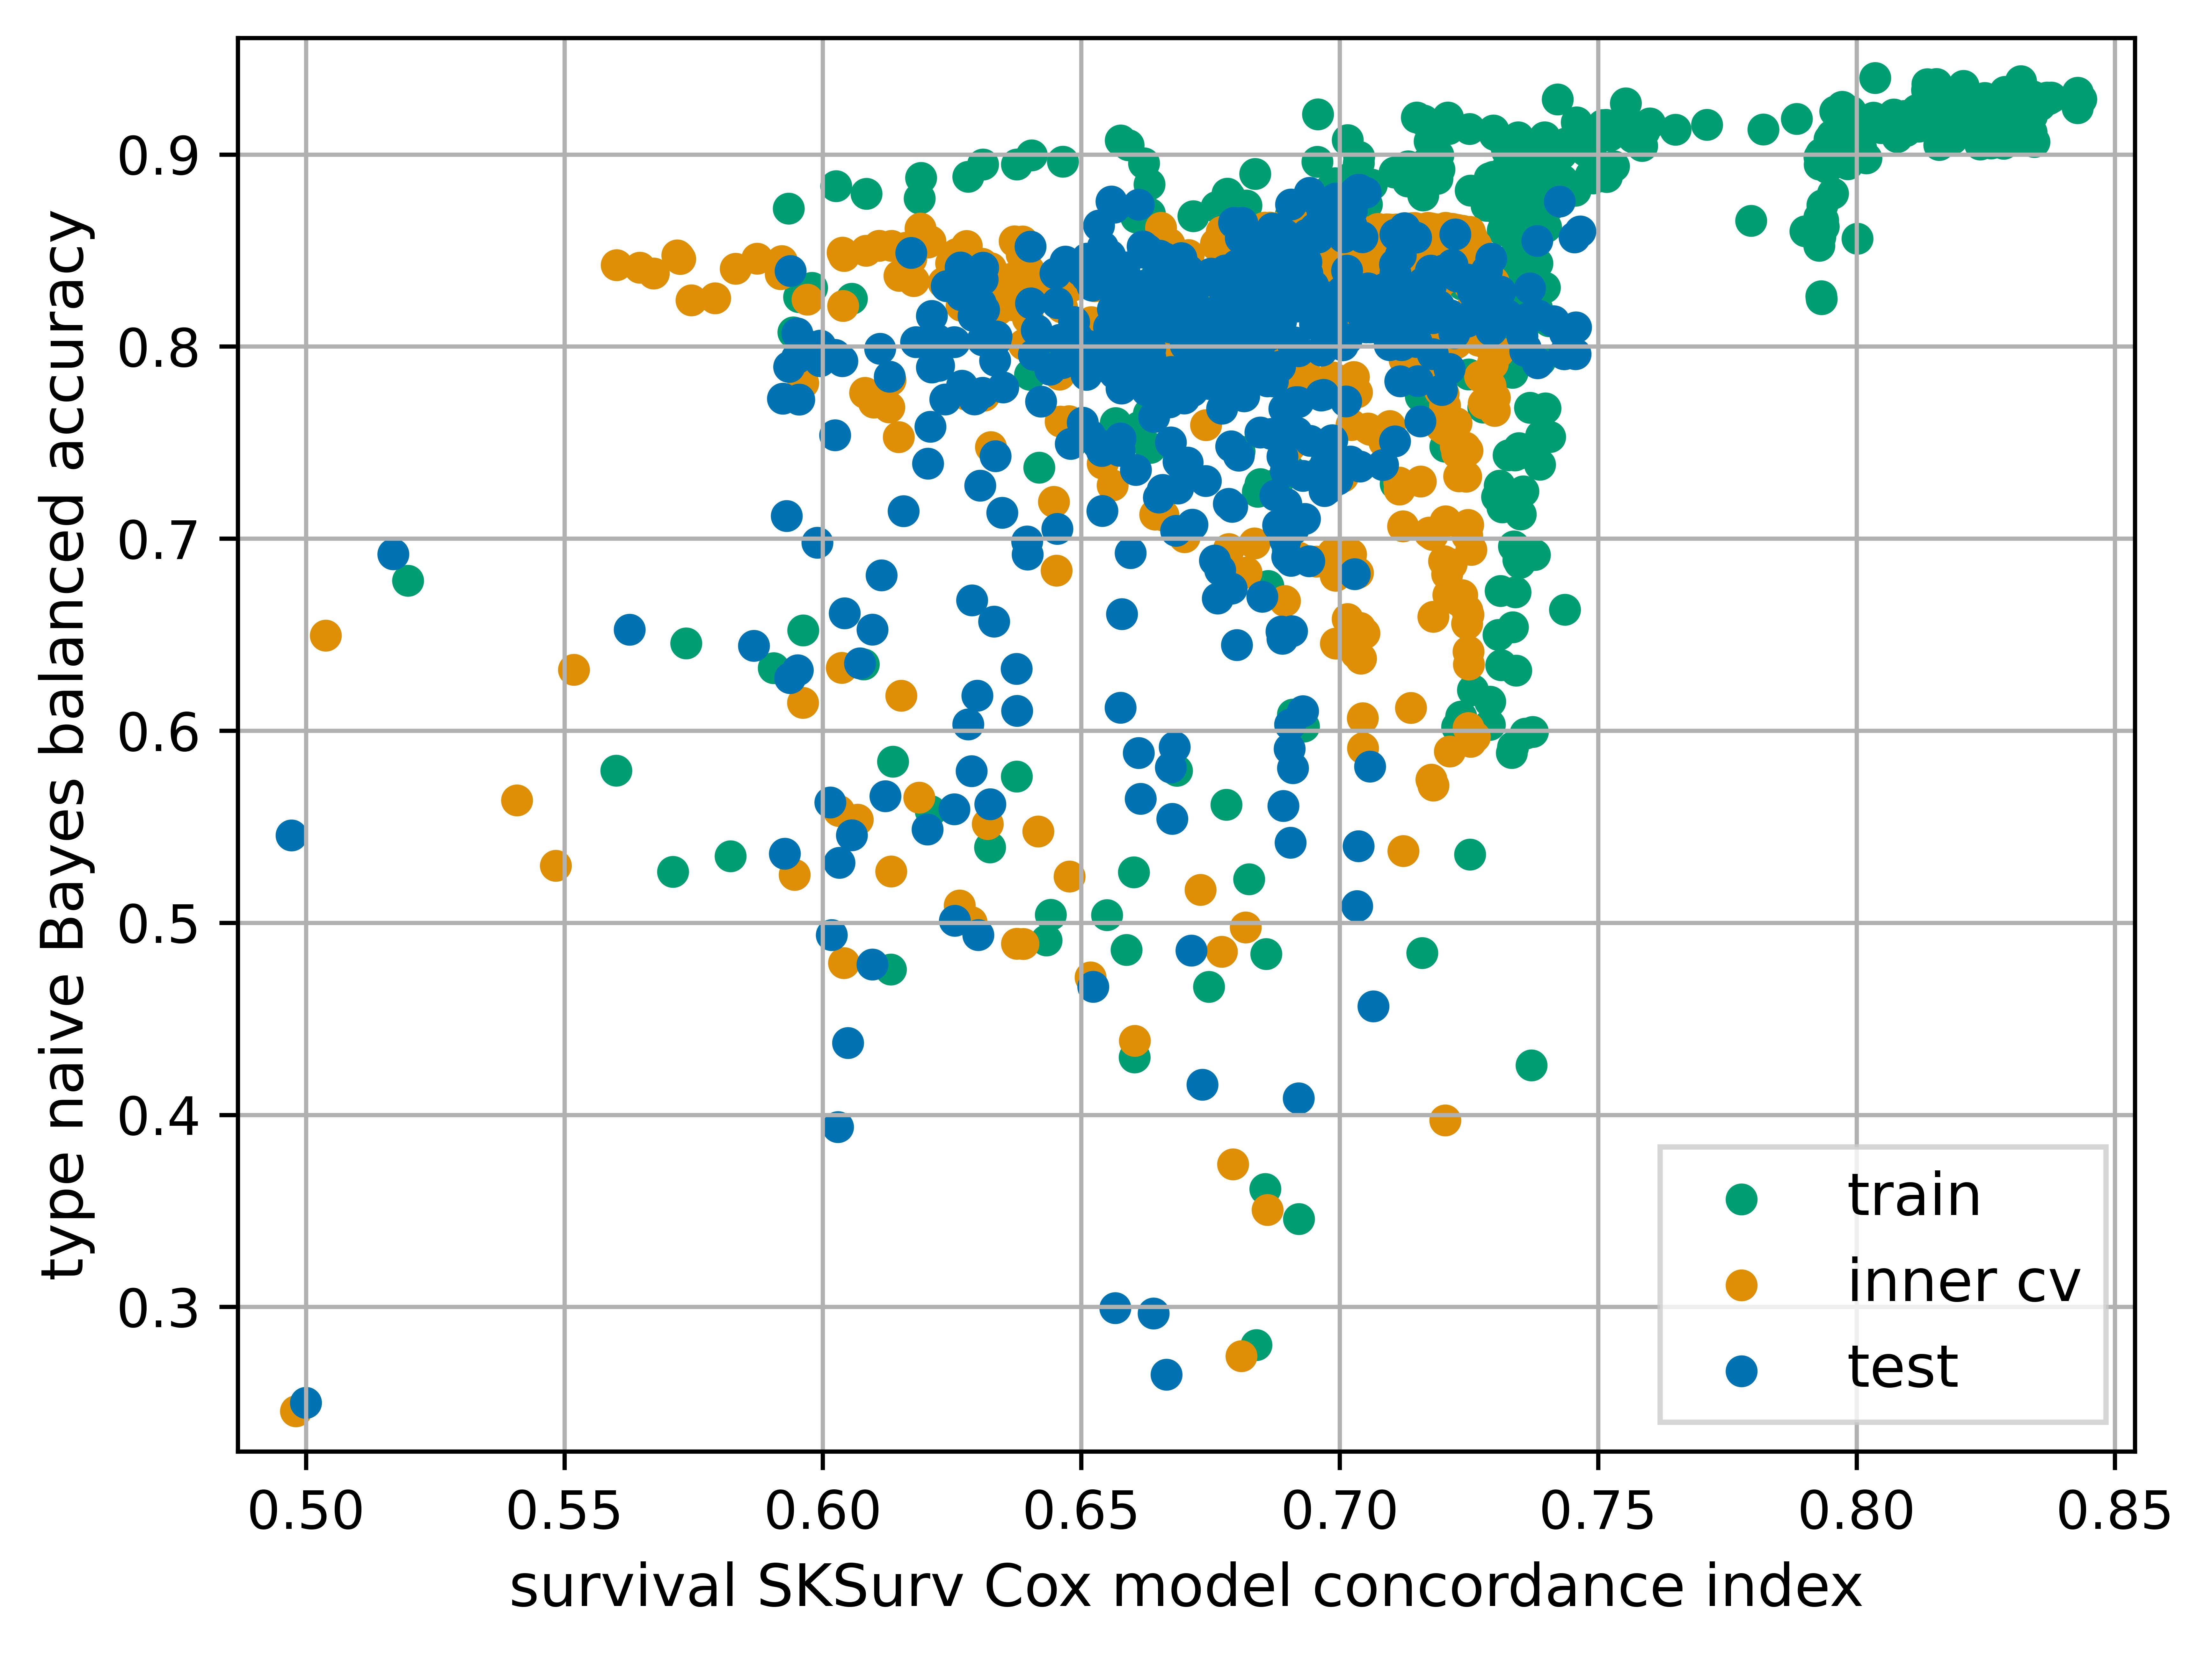 type naive Bayes balanced accuracy
0.9
0.8
0.7
0.6
0.5
0.4
0.3
train
inner cv
test
0.50 0.55 0.60 0.65 0.70 0.75 0.80 0.85
survival SKSurv Cox model concordance index